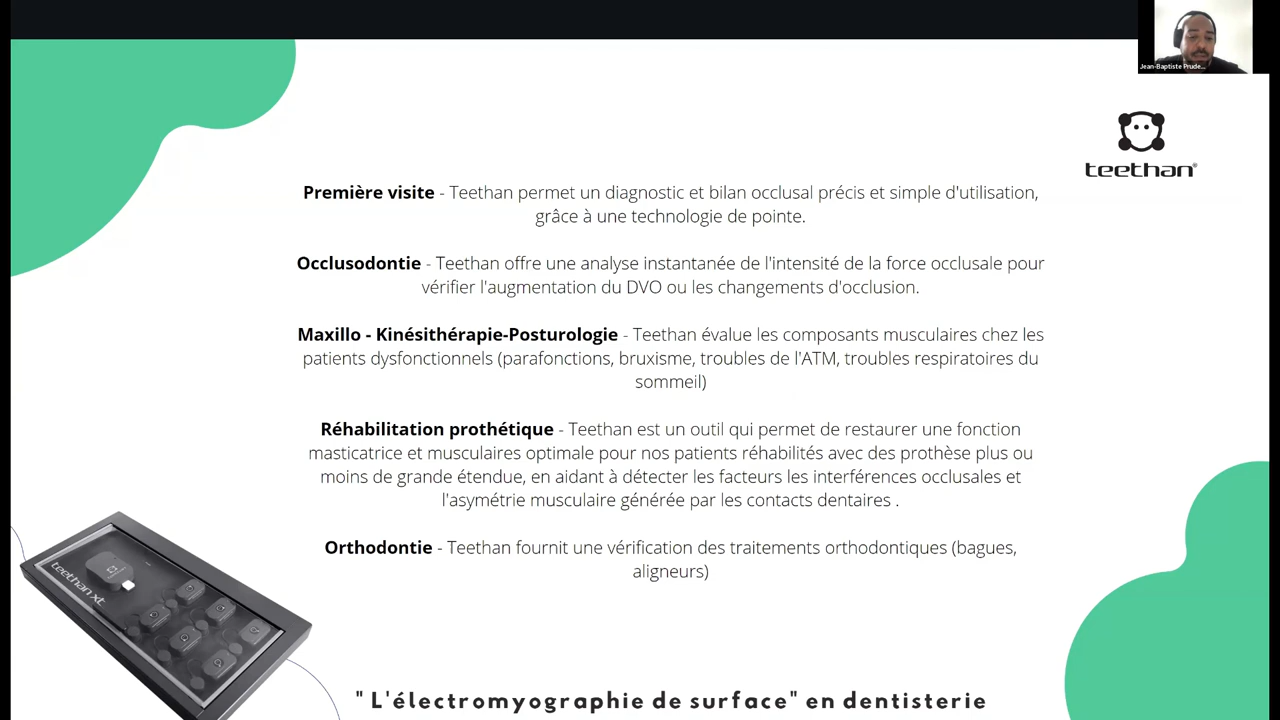 Jean-Baptiste Prude...
teethan®
Première visite - Teethan permet un diagnostic et bilan occlusal précis et simple d'utilisation,
grâce à une technologie de pointe.
Occlusodontie - Teethan offre une analyse instantanée de l'intensité de la force occlusale pour
vérifier l'augmentation du DVO ou les changements d'occlusion.
Maxillo - Kinésithérapie-Posturologie - Teethan évalue les composants musculaires chez les
patients dysfonctionnels (parafonctions, bruxisme, troubles de l'ATM, troubles respiratoires du
sommeil)
Réhabilitation prothétique - Teethan est un outil qui permet de restaurer une fonction
masticatrice et musculaires optimale pour nos patients réhabilités avec des prothèse plus ou
moins de grande étendue, en aidant à détecter les facteurs les interférences occlusales et
l'asymétrie musculaire générée par les contacts dentaires .
Orthodontie - Teethan fournit une vérification des traitements orthodontiques (bagues,
aligneurs)
teethan xt
" L'électromyographie de surface" en dentisterie